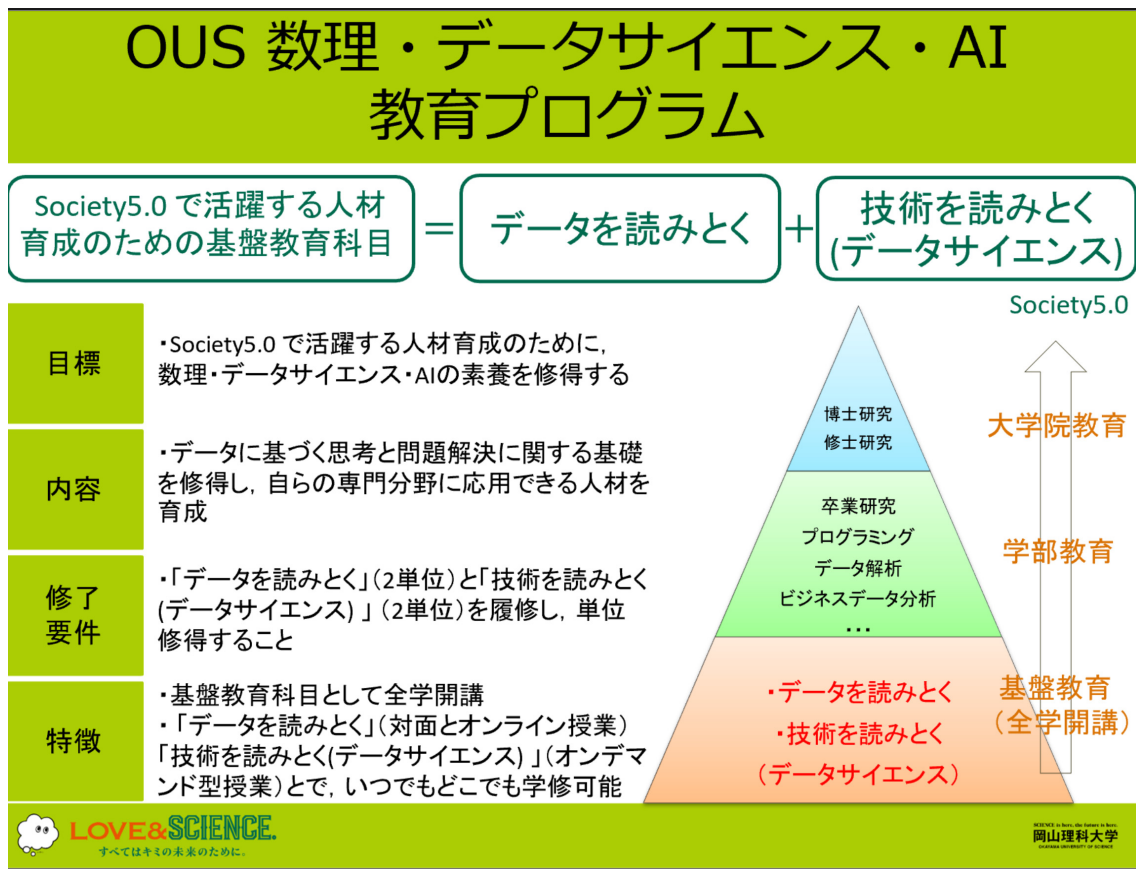 OUS 数理・データサイエンス・AI
教育プログラム
Society5.0 で活躍する人材
育成のための基盤教育科目
=
データを読みとく
+
技術を読みとく
(データサイエンス)
目標
・Society5.0 で活躍する人材育成のために,
数理・データサイエンス・AIの素養を修得する
内容
・データに基づく思考と問題解決に関する基礎
を修得し, 自らの専門分野に応用できる人材を
育成
修了
要件
・「データを読みとく」(2単位)と「技術を読みとく
(データサイエンス) 」(2単位)を履修し, 単位
修得すること
特徴
・基盤教育科目として全学開講
・「データを読みとく」(対面とオンライン授業)
「技術を読みとく(データサイエンス) 」(オンデマ
ンド型授業)とで, いつでもどこでも学修可能
Society5.0
博士研究
修士研究
大学院教育
卒業研究
プログラミング
データ解析
ビジネスデータ分析
…
学部教育
・データを読みとく
・技術を読みとく
(データサイエンス)
基盤教育
(全学開講)
LOVE&SCIENCE.
すべてはキミの未来のために。
SCIENCE is here, the future is here.
岡山理科大学
OKAYAMA UNIVERSITY OF SCIENCE